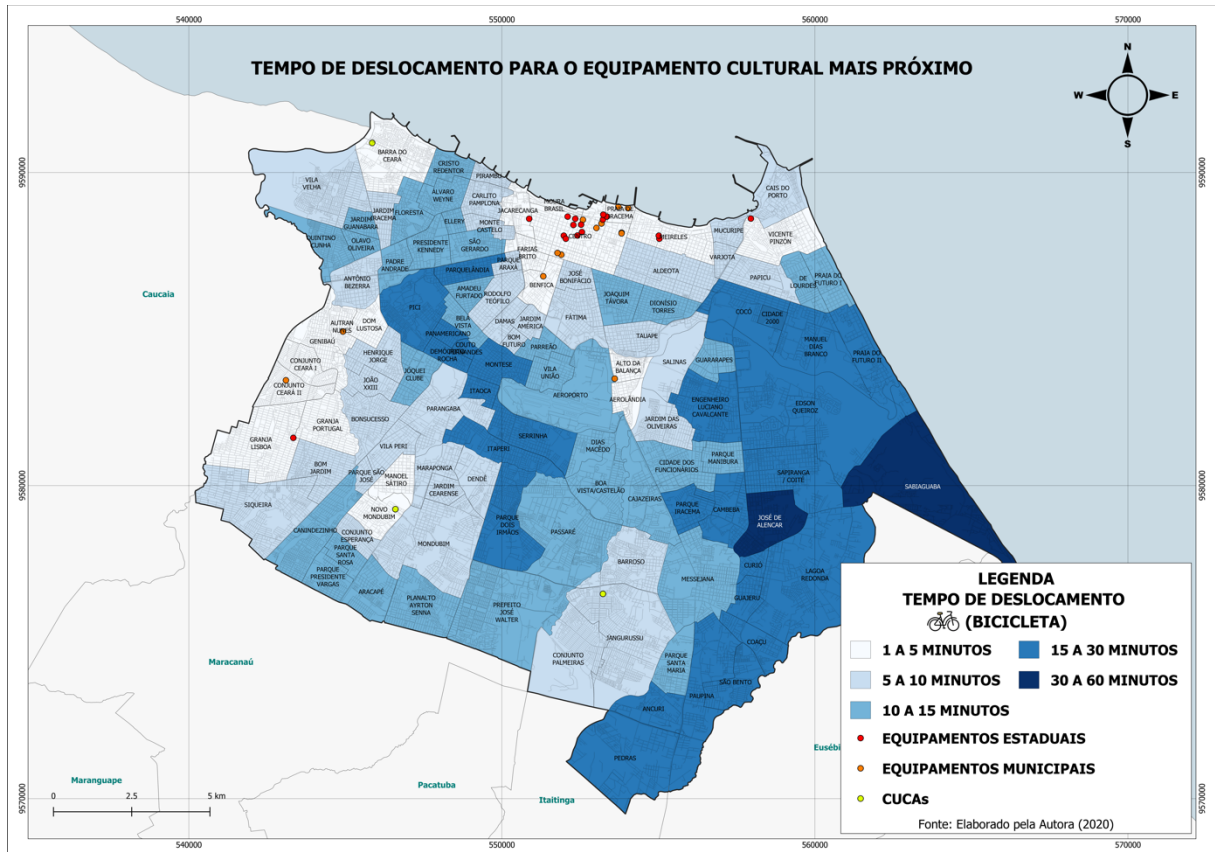 540000
550000
560000
570000
TEMPO DE DESLOCAMENTO PARA O EQUIPAMENTO CULTURAL MAIS PRÓXIMO
N
W
E
S
9590000
9590000
BARRA DO
CEARÁ
VILA
VELHA
CRISTO
REDENTOR
PIRAMBU
ÁLVARO
WEYNE
CARLITO
PAMPLONA
JARDIM
IRACEMA
FLORESTA
JARDIM
GUANABARA
JACARECANGA
MOURA
BRASIL
PRAIA DE
IRACEMA
CAIS DO
PORTO
ELLERY
MONTE
CASTELO
QUINTINO
CUNHA
OLAVO
OLIVEIRA
PRESIDENTE
KENNEDY
SÃO
GERARDO
FARIAS
BRITO
CENTRO
MEIRELES
MUCURIPE
VICENTE
PINZÓN
VARJOTA
PADRE
ANDRADE
PARQUELÂNDIA
PARQUE
ARAXÁ
ALDEOTA
PAPICU
DE
LOURDES
PRAIA DO
FUTURO I
ANTÔNIO
BEZERRA
AMADEU
FURTADO
RODOLFO
TEÓFILO
BENFICA
JOSÉ
BONIFÁCIO
JOAQUIM
TÁVORA
DIONÍSIO
TORRES
Caucaia
PICI
BELA
VISTA
DAMAS
JARDIM
AMÉRICA
FÁTIMA
COCÓ
CIDADE
2000
AUTRAN
NUNES
DOM
LUSTOSA
PANAMERICANO
BOM
FUTURO
TAUAPE
MANUEL
DIAS
BRANCO
PRAIA DO
FUTURO II
GENIBAÚ
HENRIQUE
JORGE
DEMÓCRITO
ROCHA
COUTO
FERNANDES
PARREÃO
SALINAS
GUARARAPES
CONJUNTO
CEARÁ I
JÓQUEI
CLUBE
MONTESE
VILA
UNIÃO
ALTO DA
BALANÇA
CONJUNTO
CEARÁ II
JOÃO
XXIII
ITAOCA
AEROPORTO
AEROLÂNDIA
ENGENHEIRO
LUCIANO
CAVALCANTE
EDSON
QUEIROZ
GRANJA
PORTUGAL
BONSUCESSO
PARANGABA
JARDIM DAS
OLIVEIRAS
GRANJA
LISBOA
VILA PERI
SERRINHA
ITAPERI
DIAS
MACÊDO
CIDADE DOS
FUNCIONÁRIOS
PARQUE
MANIBURA
BOM
JARDIM
PARQUE SÃO
JOSÉ
MANOEL
SÁTIRO
MARAPONGA
JARDIM
CEARENSE
DENDÊ
BOA
VISTA/CASTELÃO
CAJAZEIRAS
SAPIRANGA
/ COITÉ
SABIAGUABA
9580000
9580000
SIQUEIRA
NOVO
MONDUBIM
PARQUE
IRACEMA
CAMBEBA
JOSÉ DE
ALENCAR
CANINDEZINHO
CONJUNTO
ESPERANÇA
MONDUBIM
PARQUE
DOIS
IRMÃOS
PASSARÉ
PARQUE
SANTA
ROSA
BARROSO
MESSEJANA
CURIÓ
LAGOA
REDONDA
PARQUE
PRESIDENTE
VARGAS
ARACAPÉ
PLANALTO
AYRTON
SENNA
PREFEITO
JOSÉ
WALTER
GUAJERU
JANGURUSSU
COAÇU
CONJUNTO
PALMEIRAS
PARQUE
SANTA
MARIA
SÃO BENTO
PAUPINA
ANCURI
PEDRAS
Maracanaú
Maranguape
Pacatuba
Itaitinga
Eusébi
LEGENDA
TEMPO DE DESLOCAMENTO
(BICICLETA)
1 A 5 MINUTOS
15 A 30 MINUTOS
5 A 10 MINUTOS
30 A 60 MINUTOS
10 A 15 MINUTOS
EQUIPAMENTOS ESTADUAIS
EQUIPAMENTOS MUNICIPAIS
CUCAs
Fonte: Elaborado pela Autora (2020)
0
2.5
5 km
9570000
9570000
540000
550000
560000
570000